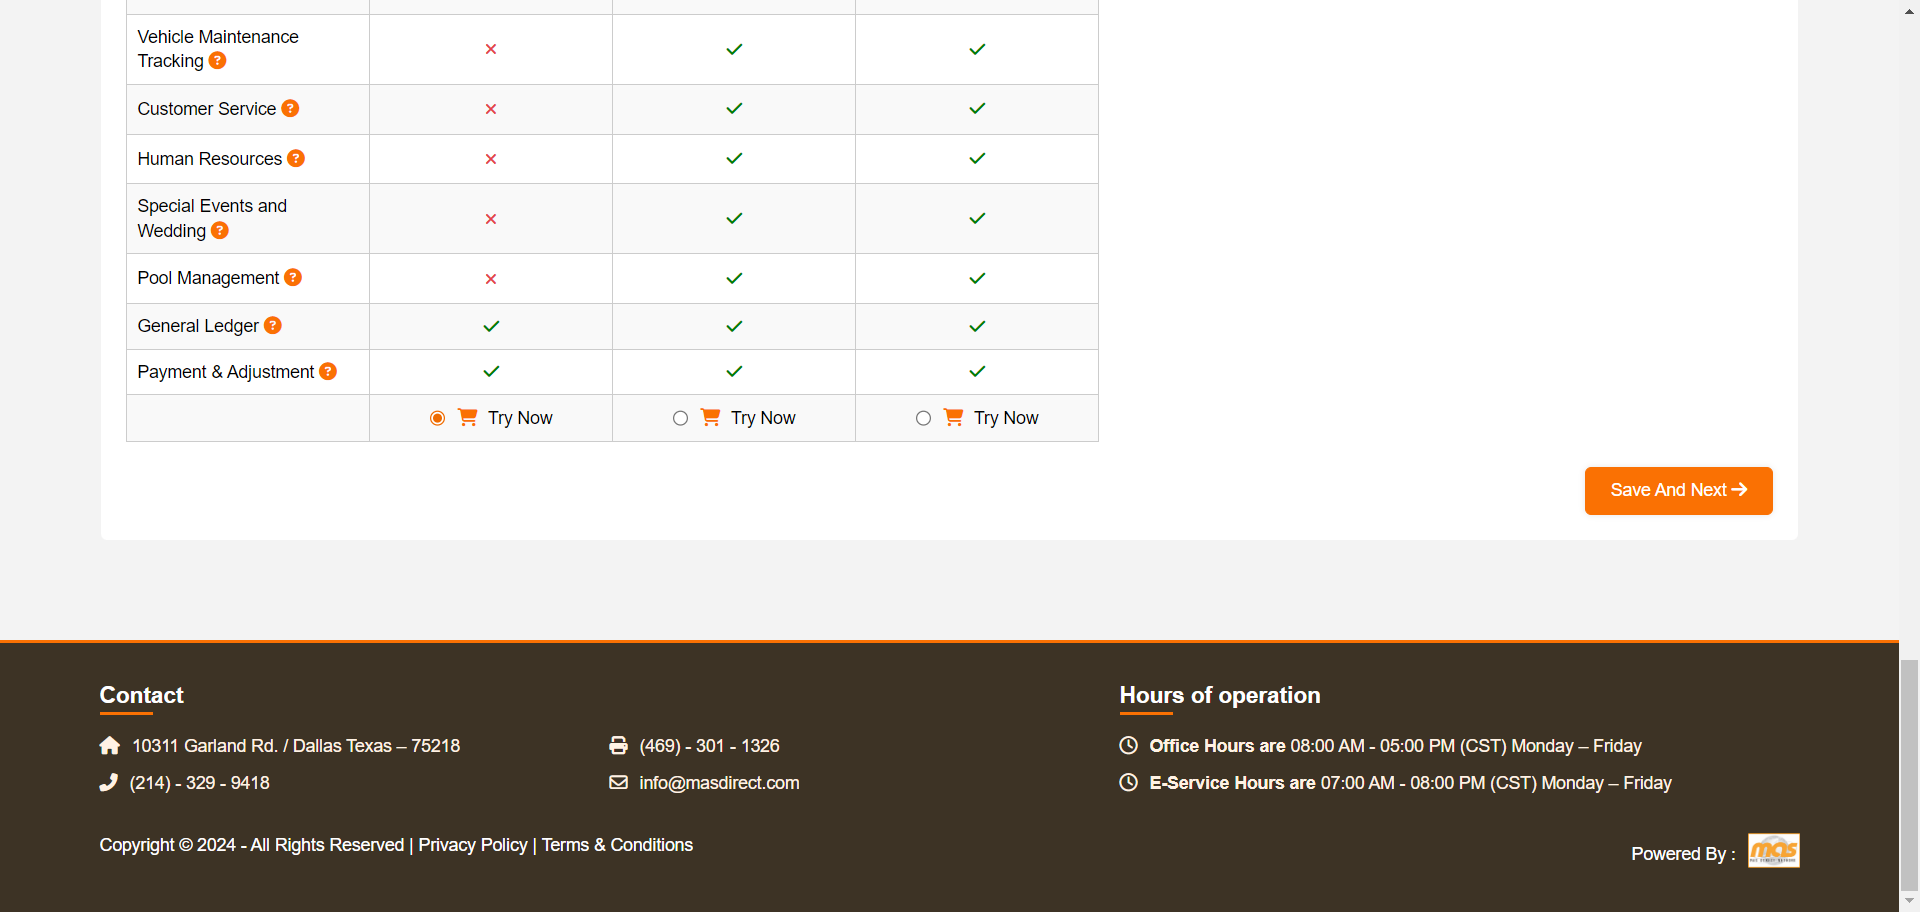 Vehicle Maintenance
Tracking ?
Customer Service ?
Human Resources ?
Special Events and
Wedding ?
Pool Management ?
General Ledger ?
Payment & Adjustment ?
Try Now Try Now Try Now
Save And Next
Contact
10311 Garland Rd. / Dallas Texas – 75218
(469) - 301 - 1326
(214) - 329 - 9418
info@masdirect.com
Hours of operation
Office Hours are 08:00 AM - 05:00 PM (CST) Monday – Friday
E-Service Hours are 07:00 AM - 08:00 PM (CST) Monday – Friday
Copyright © 2024 - All Rights Reserved | Privacy Policy | Terms & Conditions
Powered By :
mas